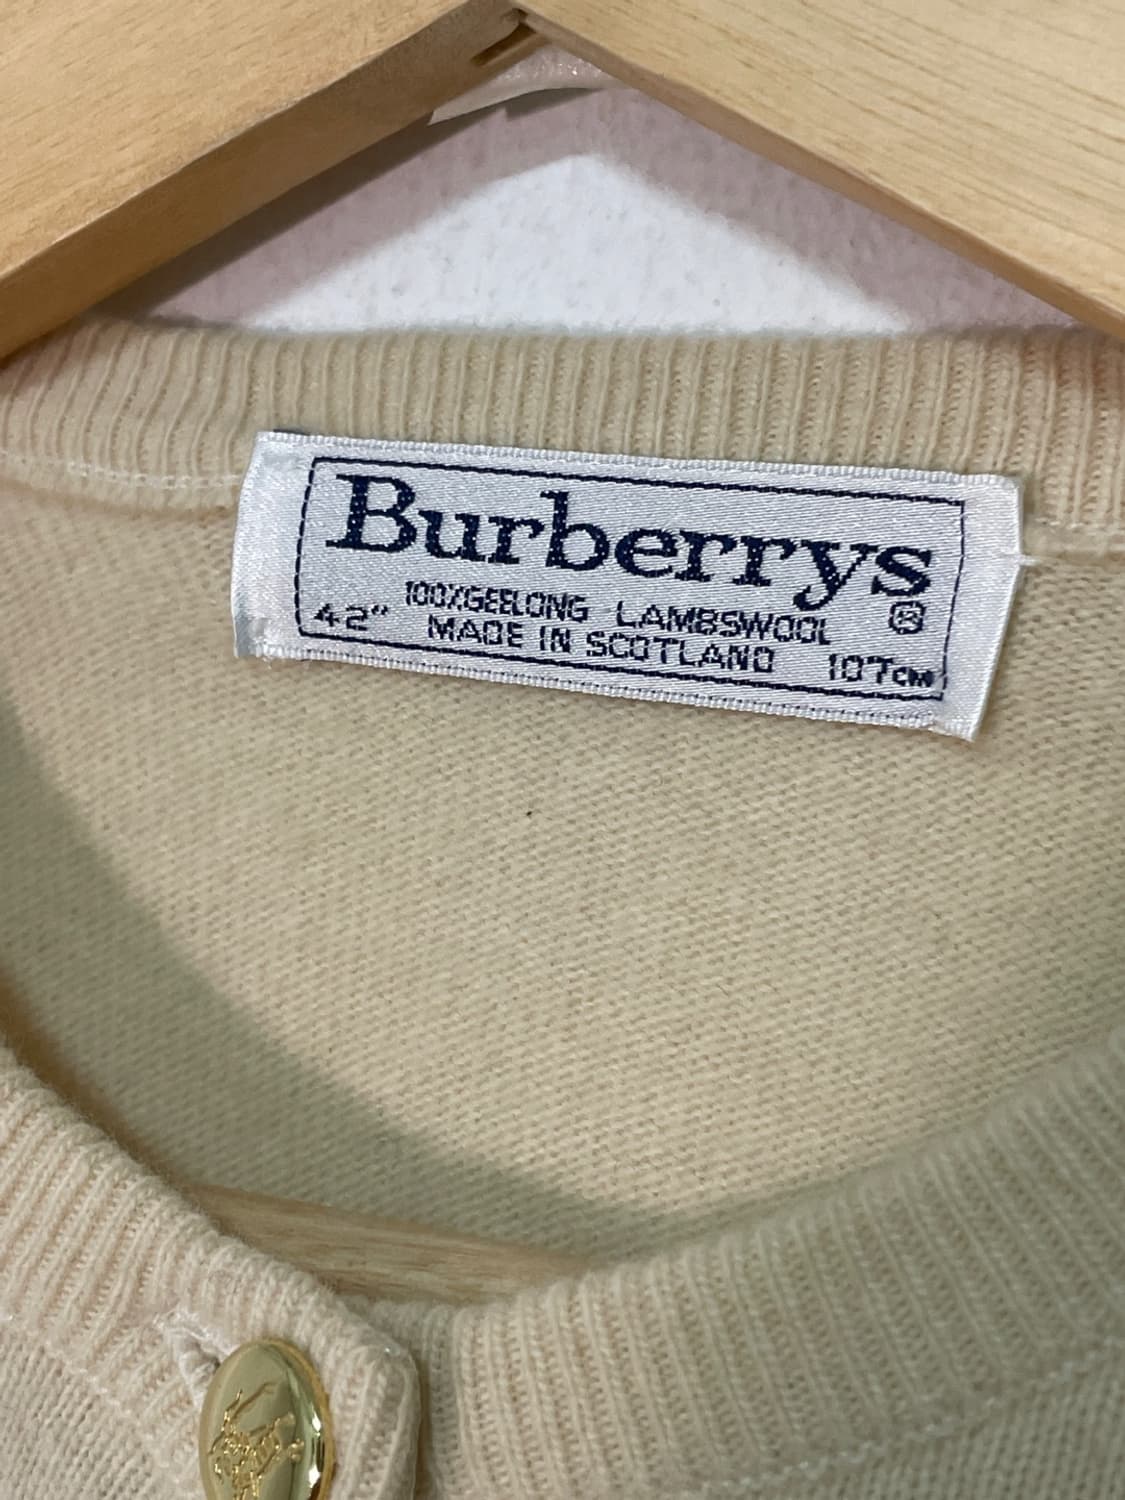 Burberrys ®
100%GEELONG LAMBSWOOL
42" MADE IN SCOTLAND 107cm